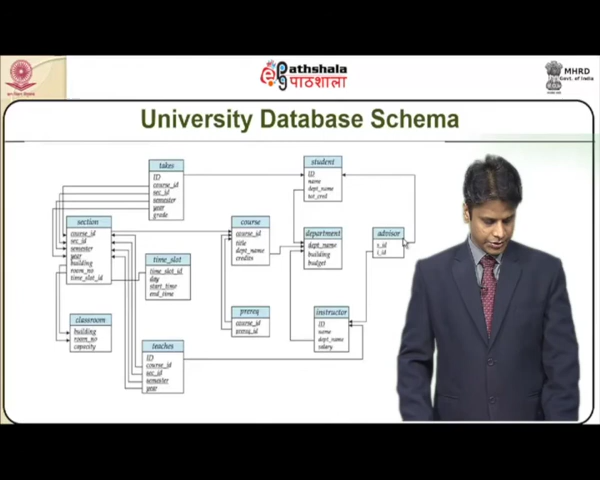 Pathshala
पाठशाला
MHRD
Govt. of India
University Database Schema
takes
ID
course_id
sec_id
semester
year
grade
student
ID
name
dept_name
tot_cred
section
course_id
sec_id
semester
year
building
room_no
time_slot_id
course
course_id
title
dept_name
credits
department
dept_name
building
budget
advisor
s_id
i_id
time_slot
time_slot_id
day
start_time
end_time
classroom
building
room_no
capacity
prereq
course_id
prereq_id
instructor
ID
name
dept_name
salary
teaches
ID
course_id
sec_id
semester
year